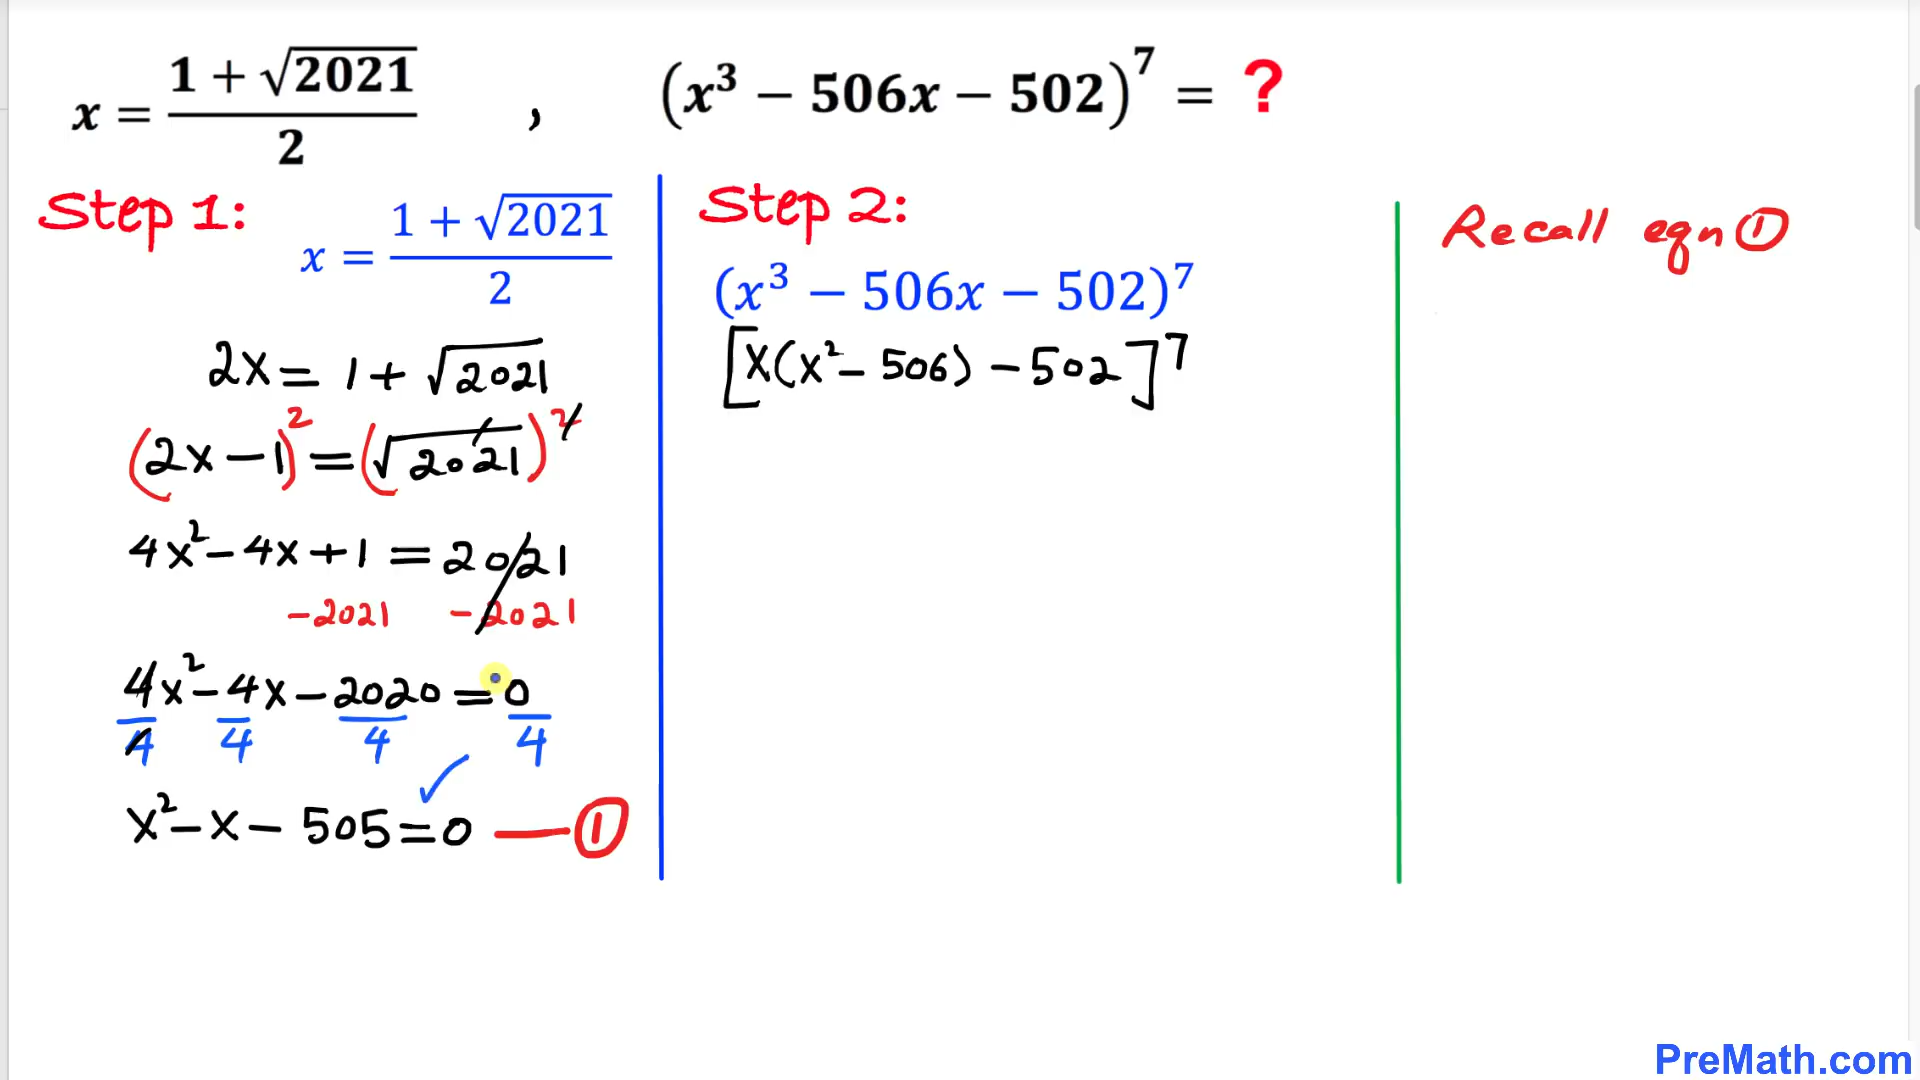 x = (1 + √2021)/2 , (x³ − 506x − 502)⁷ = ?
Step 1:
x = (1 + √2021)/2
2x = 1 + √2021
(2x − 1)² = (√2021)²
4x² − 4x + 1 = 2021
−2021 −2021
4x² − 4x − 2020 = 0
4 4 4 4
x² − x − 505 = 0 — ①
Step 2:
(x³ − 506x − 502)⁷
[x(x² − 506) − 502]⁷
Recall eqn ①
PreMath.com